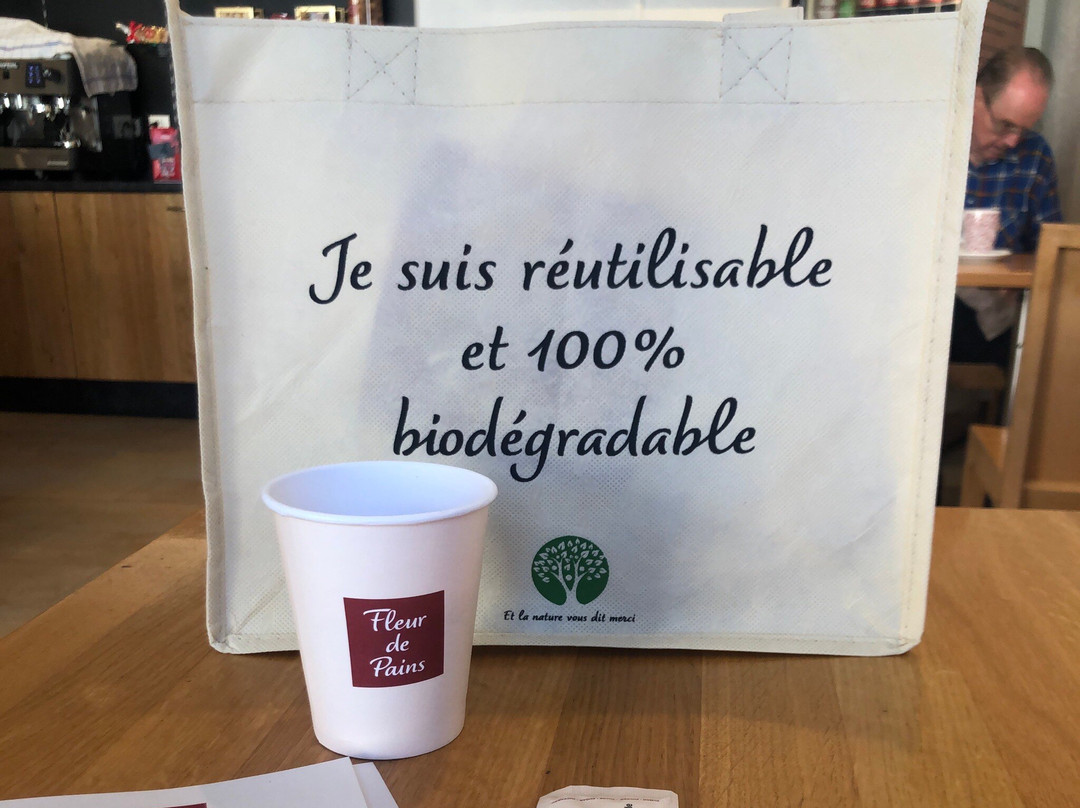 Je suis réutilisable
et 100%
biodégradable
Et la nature vous dit merci
Fleur
de
Pains